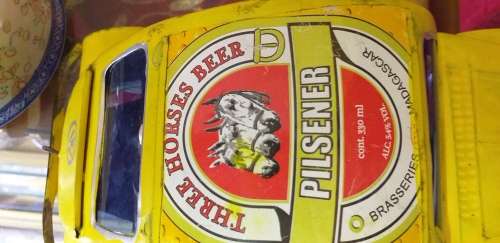 THREE HORSES BEER
PILSENER
cont. 330 ml
ALC. 5.4% VOL.
BRASSERIES
MADAGASCAR